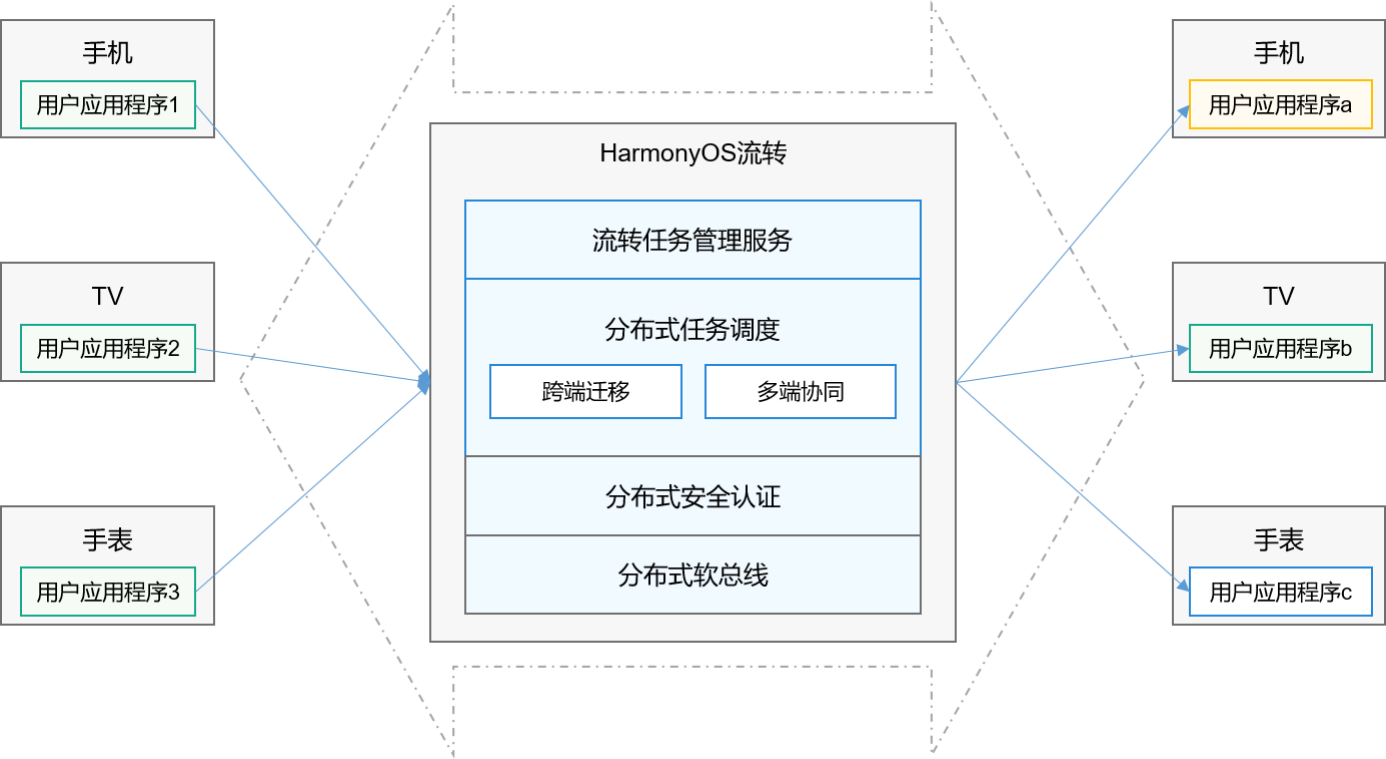 手机
用户应用程序1
TV
用户应用程序2
手表
用户应用程序3
HarmonyOS流转
流转任务管理服务
分布式任务调度
跨端迁移
多端协同
分布式安全认证
分布式软总线
手机
用户应用程序a
TV
用户应用程序b
手表
用户应用程序c